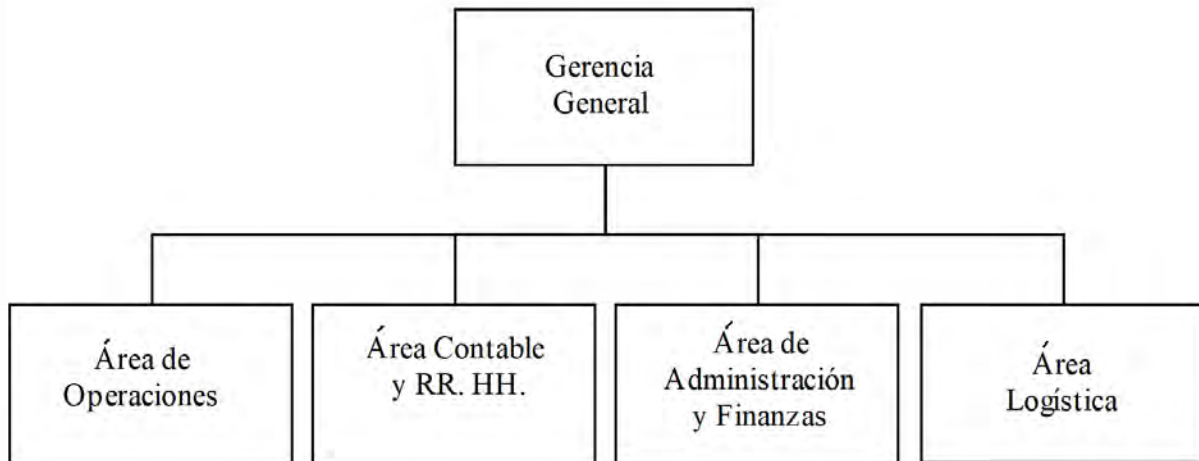 Gerencia
General
Área de
Operaciones
Área Contable
y RR. HH.
Área de
Administración
y Finanzas
Área
Logística